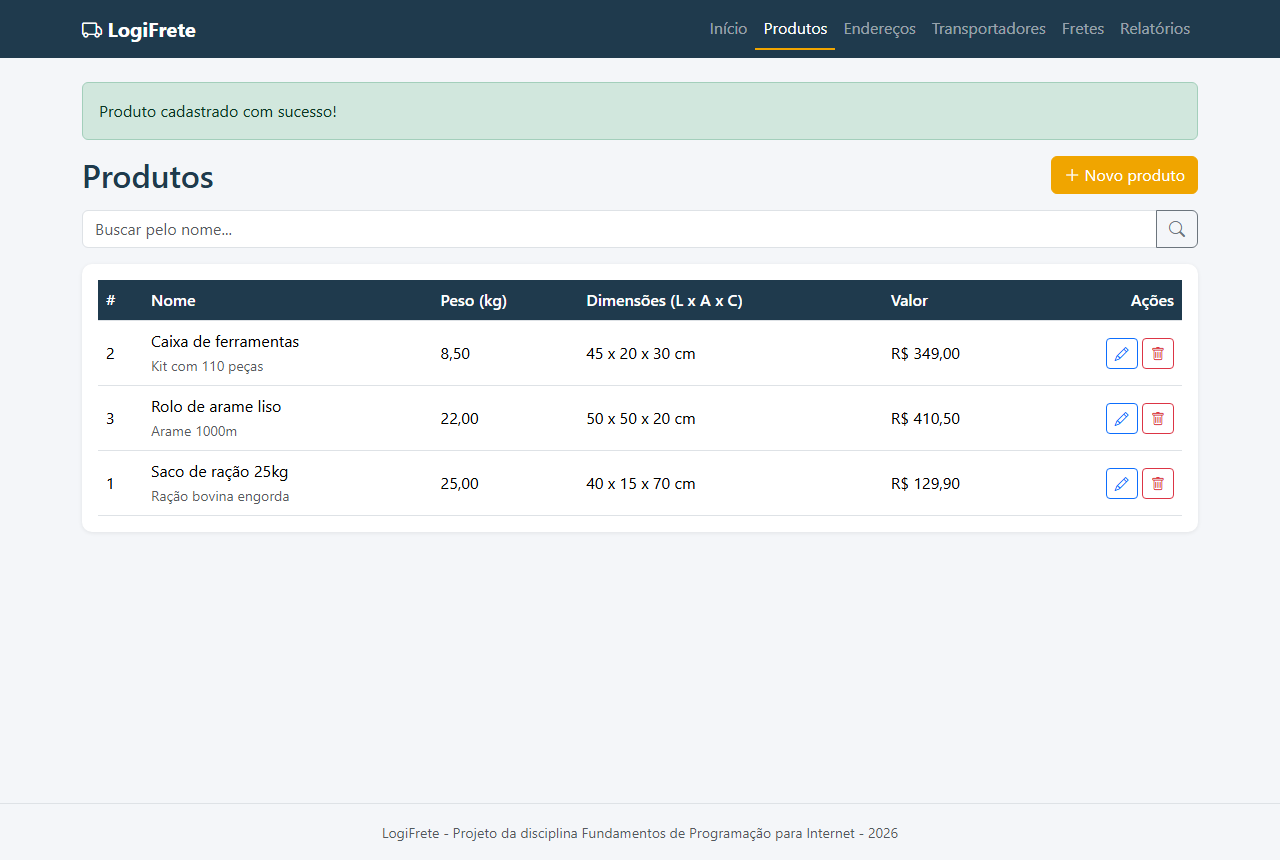 LogiFrete Início Produtos Endereços Transportadores Fretes Relatórios
Produto cadastrado com sucesso!
Produtos + Novo produto
Buscar pelo nome...
# Nome Peso (kg) Dimensões (L x A x C) Valor Ações
2 Caixa de ferramentas 8,50 45 x 20 x 30 cm R$ 349,00
Kit com 110 peças
3 Rolo de arame liso 22,00 50 x 50 x 20 cm R$ 410,50
Arame 1000m
1 Saco de ração 25kg 25,00 40 x 15 x 70 cm R$ 129,90
Ração bovina engorda
LogiFrete - Projeto da disciplina Fundamentos de Programação para Internet - 2026